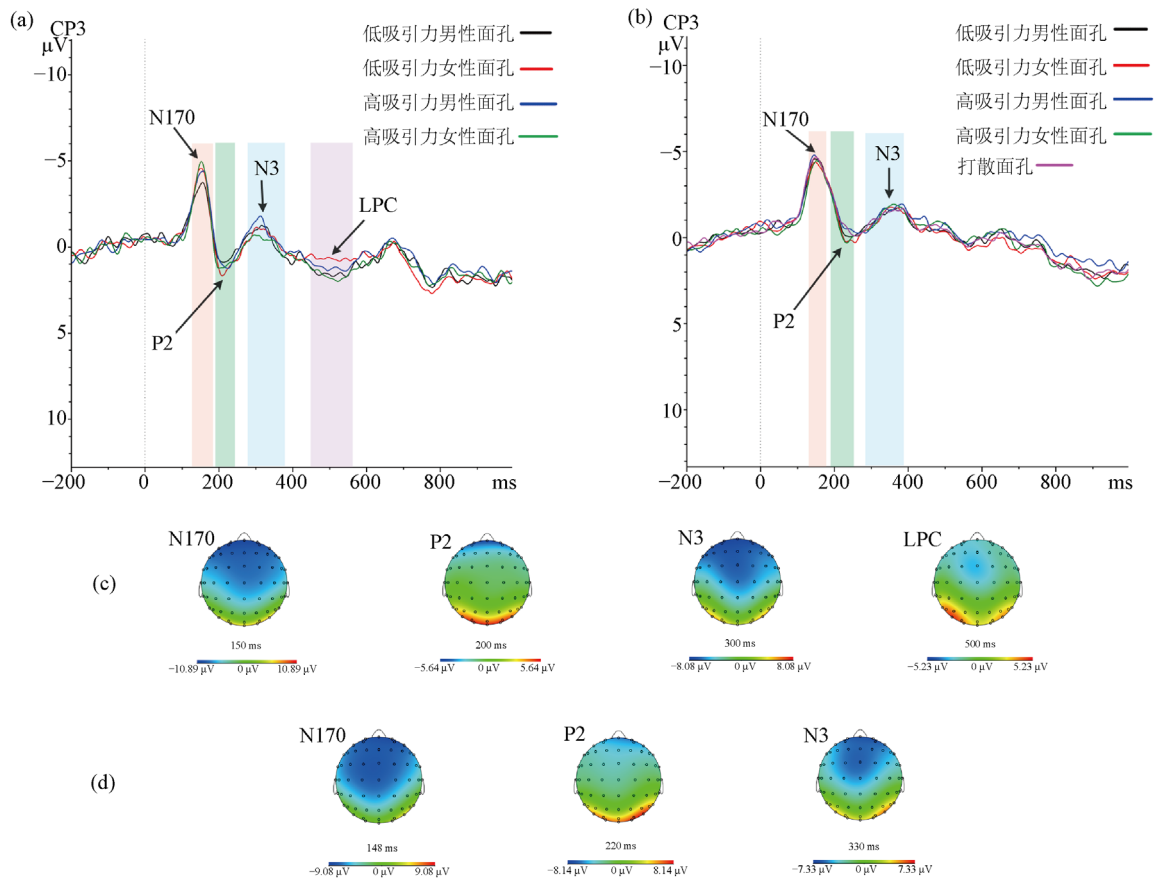 (a)
CP3
μV
−10
−5
0
5
10
−200
0
200
400
600
800
ms
低吸引力男性面孔
低吸引力女性面孔
高吸引力男性面孔
高吸引力女性面孔
N170
N3
LPC
P2
(b)
CP3
μV
−10
−5
0
5
10
−200
0
200
400
600
800
ms
低吸引力男性面孔
低吸引力女性面孔
高吸引力男性面孔
高吸引力女性面孔
打散面孔
N170
N3
P2
(c)
N170
150 ms
−10.89 μV 0 μV 10.89 μV
P2
200 ms
−5.64 μV 0 μV 5.64 μV
N3
300 ms
−8.08 μV 0 μV 8.08 μV
LPC
500 ms
−5.23 μV 0 μV 5.23 μV
(d)
N170
148 ms
−9.08 μV 0 μV 9.08 μV
P2
220 ms
−8.14 μV 0 μV 8.14 μV
N3
330 ms
−7.33 μV 0 μV 7.33 μV